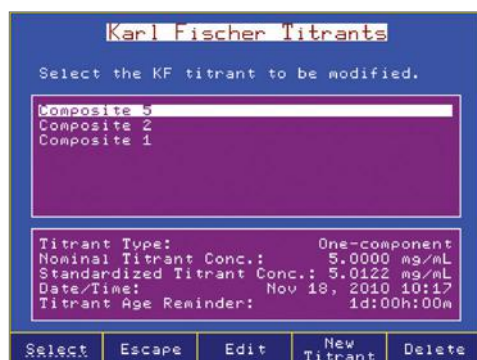 Karl Fischer Titrants
Select the KF titrant to be modified.
Composite 5
Composite 2
Composite 1
Titrant Type: One-component
Nominal Titrant Conc.: 5.0000 mg/mL
Standardized Titrant Conc.: 5.0122 mg/mL
Date/Time: Nov 18, 2010 10:17
Titrant Age Reminder: 1d:00h:00m
Select Escape Edit New Titrant Delete